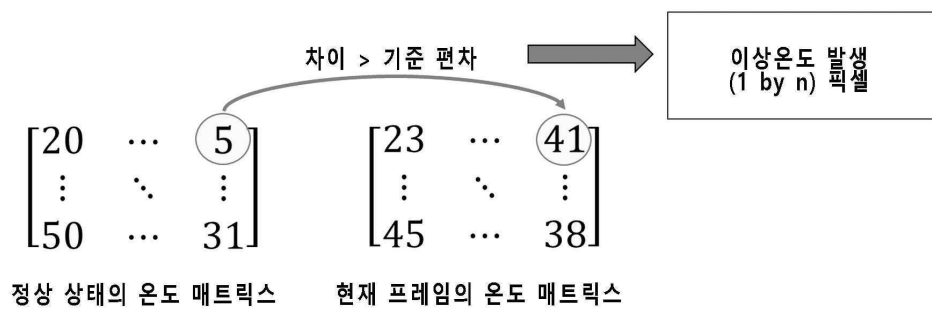 차이 > 기준 편차
이상온도 발생
(1 by n) 픽셀
20 ⋯ 5
⋮ ⋱ ⋮
50 ⋯ 31
23 ⋯ 41
⋮ ⋱ ⋮
45 ⋯ 38
정상 상태의 온도 매트릭스
현재 프레임의 온도 매트릭스